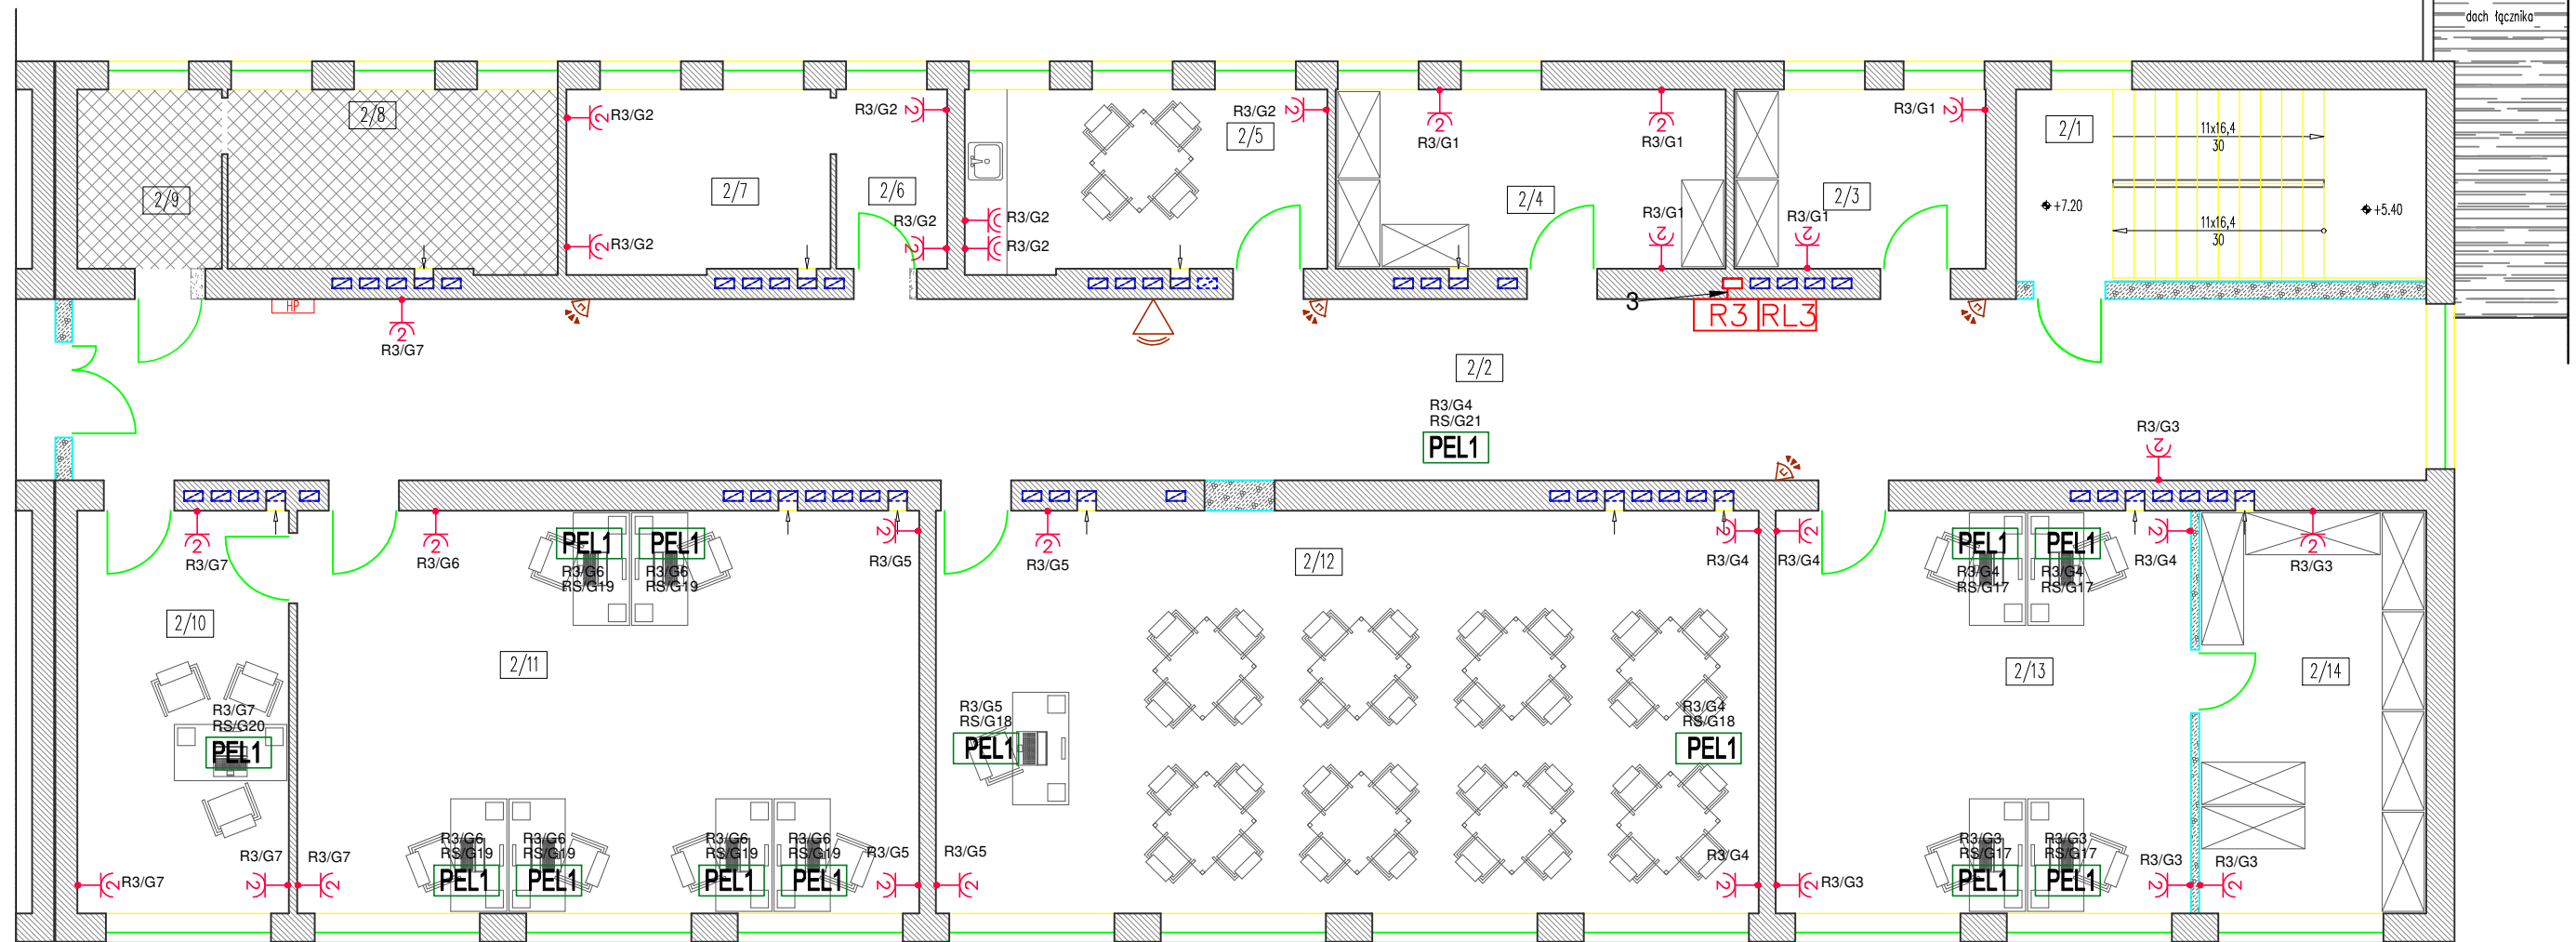 dach łącznika
2/8
R3/G2
R3/G2
R3/G2
2/5
R3/G1
R3/G1
R3/G1
2/1
11x16,4
30
2/9
2/7
2/6
2/4
2/3
R3/G2
R3/G2
R3/G1
R3/G1
+7.20
+5.40
11x16,4
30
R3/G2
R3/G2
HP
3
R3
RL3
R3/G7
2/2
R3/G4
RS/G21
PEL1
R3/G3
R3/G7
R3/G6
PEL1
PEL1
R3/G6
RS/G19
R3/G6
RS/G19
R3/G5
R3/G5
2/12
R3/G4
R3/G4
PEL1
PEL1
R3/G4
RS/G17
R3/G4
RS/G17
R3/G4
R3/G3
2/10
2/11
2/13
2/14
R3/G7
RS/G20
PEL1
R3/G5
RS/G18
PEL1
R3/G4
RS/G18
PEL1
R3/G7
R3/G7
R3/G7
R3/G6
RS/G19
PEL1
R3/G6
RS/G19
PEL1
R3/G6
RS/G19
PEL1
R3/G6
RS/G19
PEL1
R3/G5
R3/G5
R3/G4
R3/G3
R3/G3
RS/G17
PEL1
R3/G3
RS/G17
PEL1
R3/G3
R3/G3